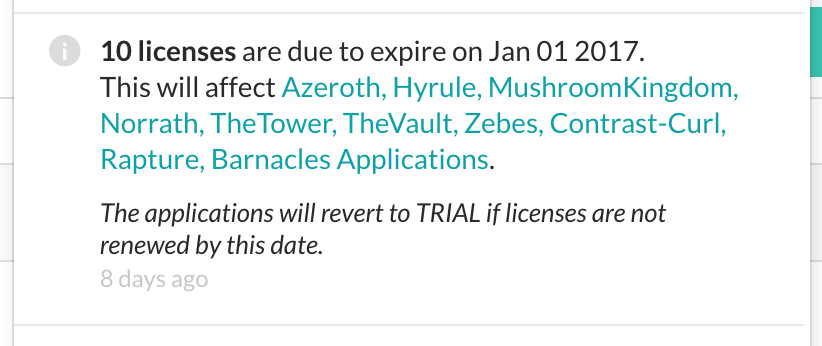 10 licenses are due to expire on Jan 01 2017.
This will affect Azeroth, Hyrule, MushroomKingdom,
Norrath, TheTower, TheVault, Zebes, Contrast-Curl,
Rapture, Barnacles Applications.
The applications will revert to TRIAL if licenses are not
renewed by this date.
8 days ago